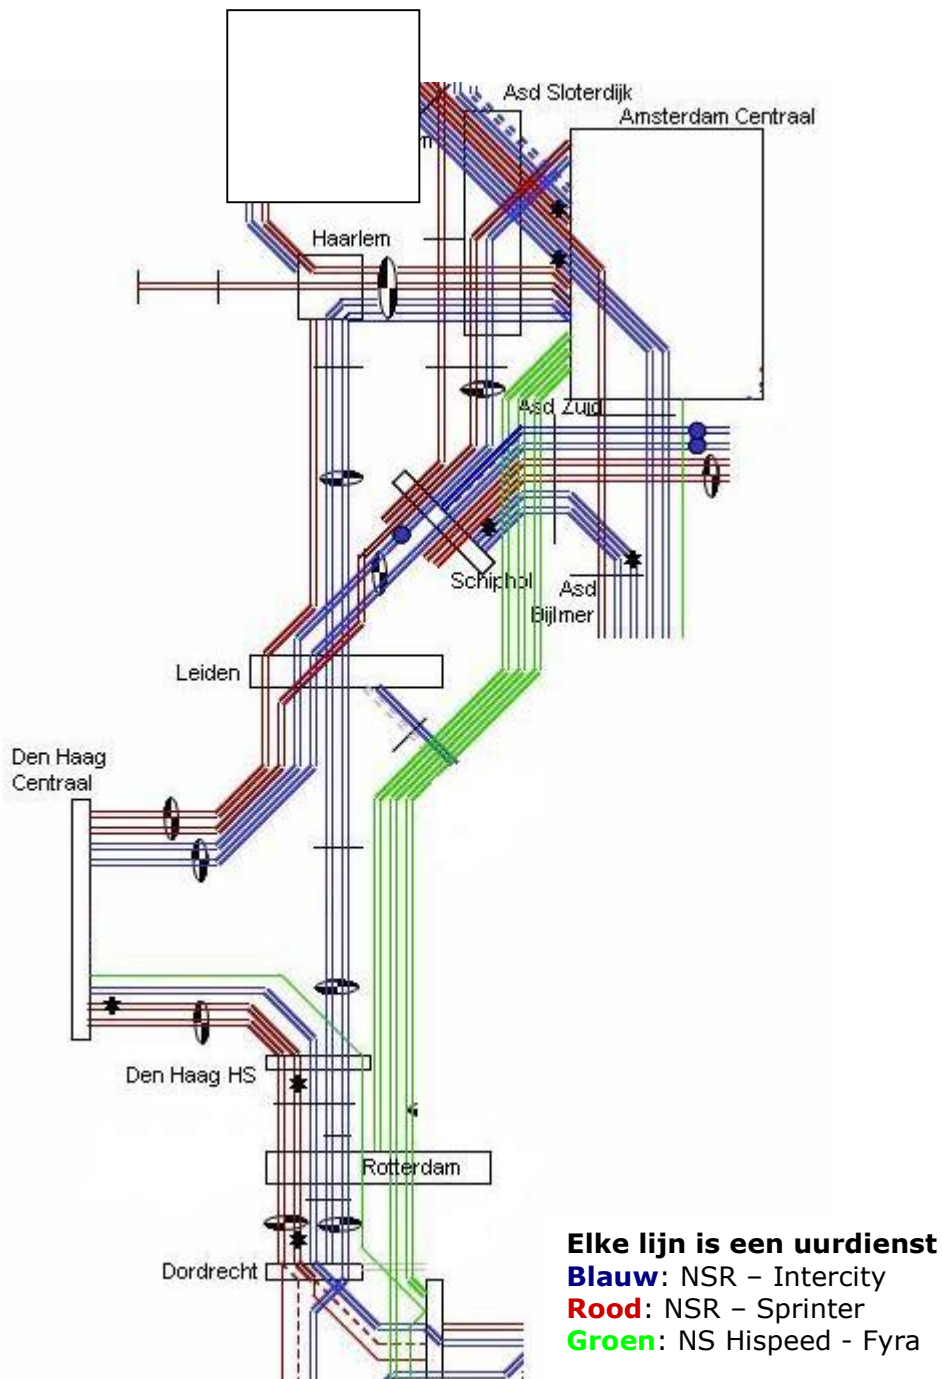 Asd Sloterdijk
Amsterdam Centraal
Haarlem
Asd Zuid
Schiphol
Asd
Bijlmer
Leiden
Den Haag
Centraal
Den Haag HS
Rotterdam
Dordrecht
Elke lijn is een uurdienst
Blauw: NSR – Intercity
Rood: NSR – Sprinter
Groen: NS Hispeed - Fyra